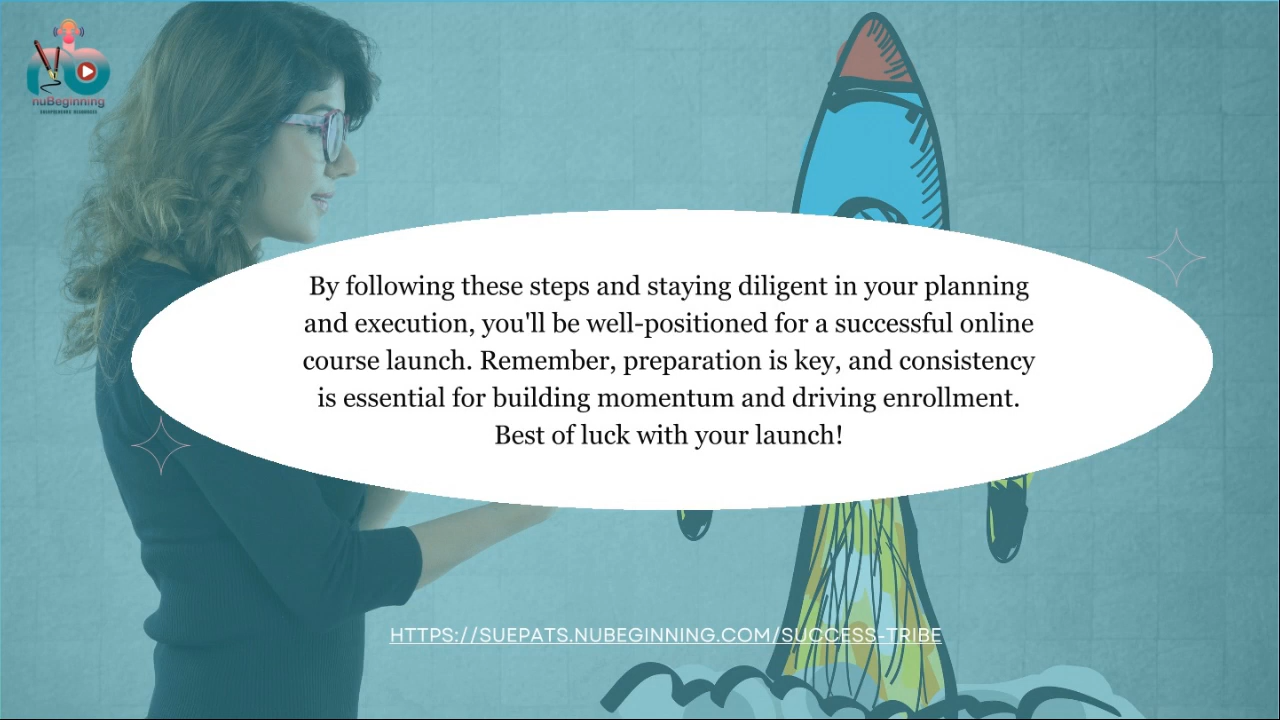 nuBeginning
By following these steps and staying diligent in your planning
and execution, you'll be well-positioned for a successful online
course launch. Remember, preparation is key, and consistency
is essential for building momentum and driving enrollment.
Best of luck with your launch!
HTTPS://SUEPATS.NUBEGINNING.COM/SUCCESS-TRIBE